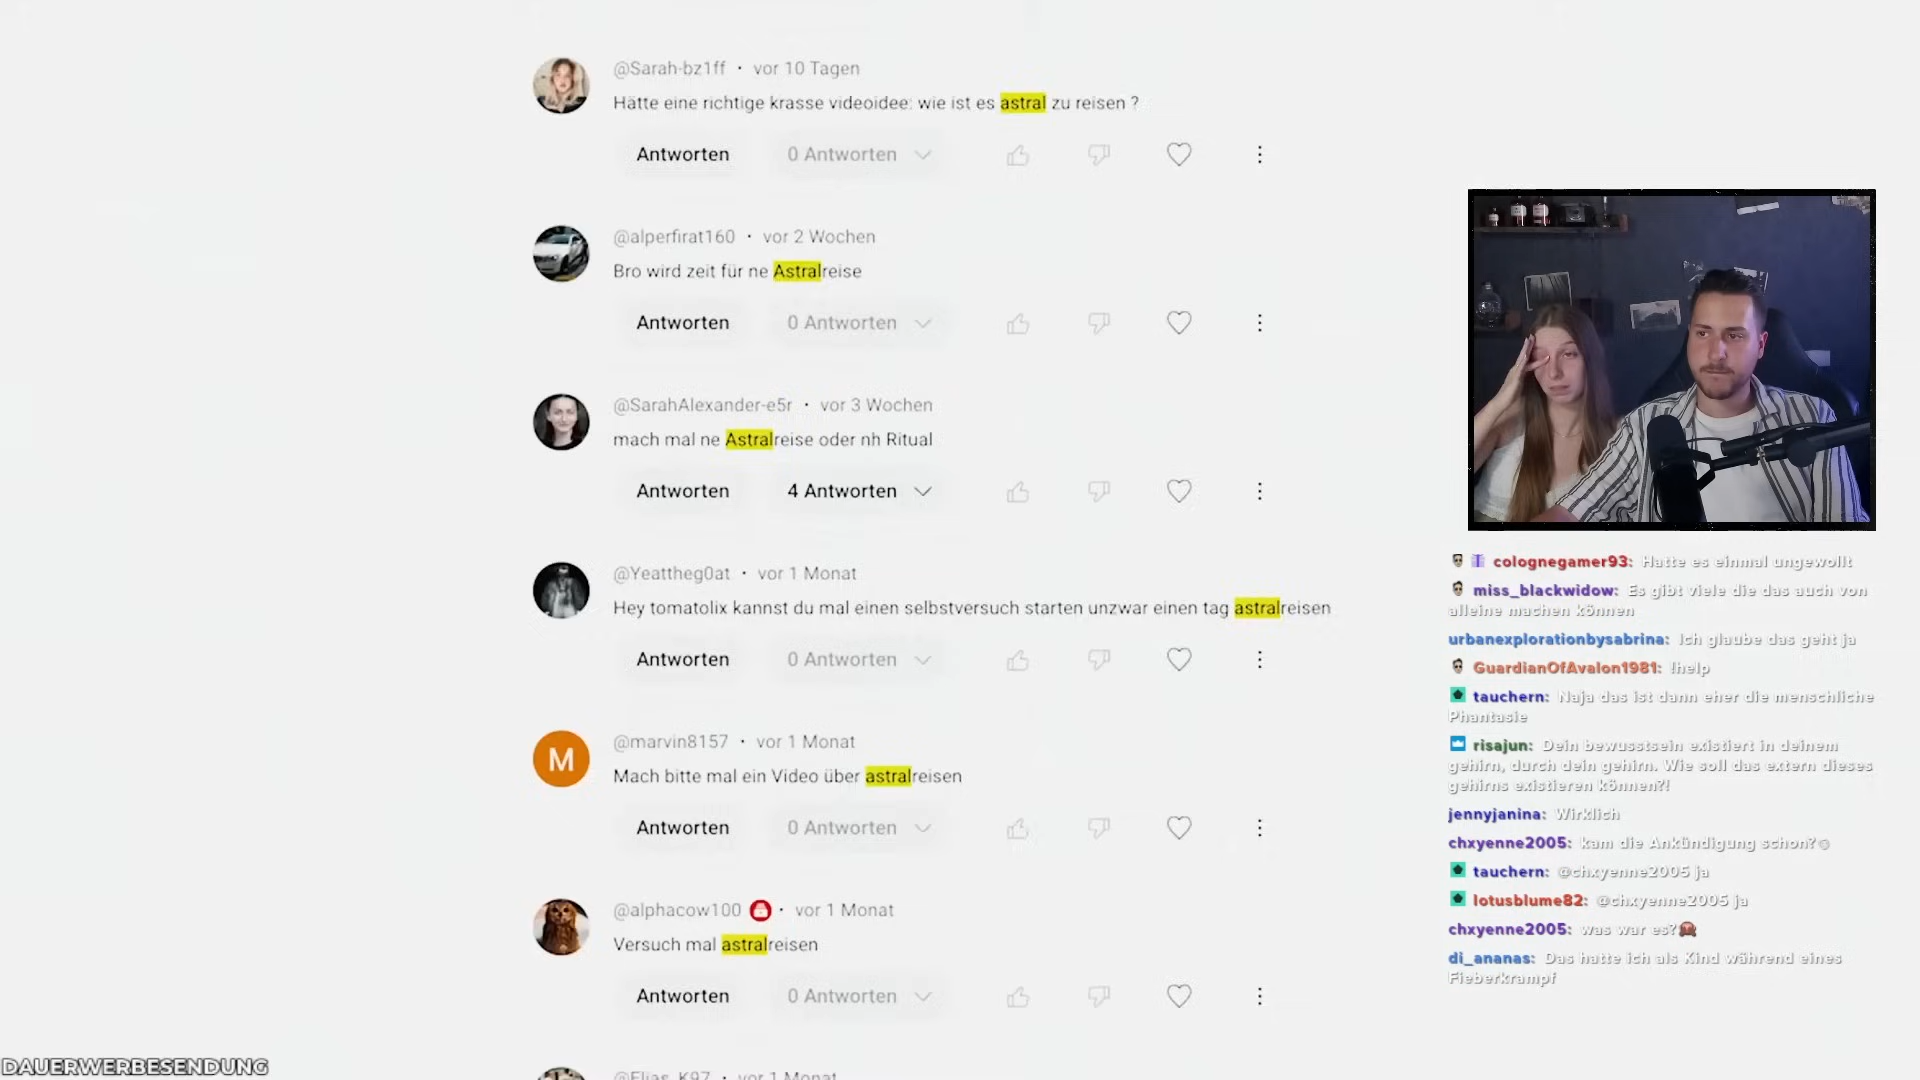 @Sarah-bz1ff • vor 10 Tagen
Hätte eine richtige krasse videoidee: wie ist es astral zu reisen ?
Antworten 0 Antworten
@alperfirat160 • vor 2 Wochen
Bro wird zeit für ne Astralreise
Antworten 0 Antworten
@SarahAlexander-e5r • vor 3 Wochen
mach mal ne Astralreise oder nh Ritual
Antworten 4 Antworten
@Yeattheg0at • vor 1 Monat
Hey tomatolix kannst du mal einen selbstversuch starten unzwar einen tag astralreisen
Antworten 0 Antworten
M
@marvin8157 • vor 1 Monat
Mach bitte mal ein Video über astralreisen
Antworten 0 Antworten
@alphacow100 • vor 1 Monat
Versuch mal astralreisen
Antworten 0 Antworten
@Elias_K97 • vor 1 Monat
colognegamer93: Hatte es einmal ungewollt
miss_blackwidow: Es gibt viele die das auch von
alleine machen können
urbanexplorationbysabrina: Ich glaube das geht ja
GuardianOfAvalon1981: !help
tauchern: Naja das ist dann eher die menschliche
Phantasie
risajun: Dein bewusstsein existiert in deinem
gehirn, durch dein gehirn. Wie soll das extern dieses
gehirns existieren können?!
jennyjanina: Wirklich
chxyenne2005: kam die Ankündigung schon?
tauchern: @chxyenne2005 ja
lotusblume82: @chxyenne2005 ja
chxyenne2005: was war es?
di_ananas: Das hatte ich als Kind während eines
Fieberkrampf
DAUERWERBESENDUNG